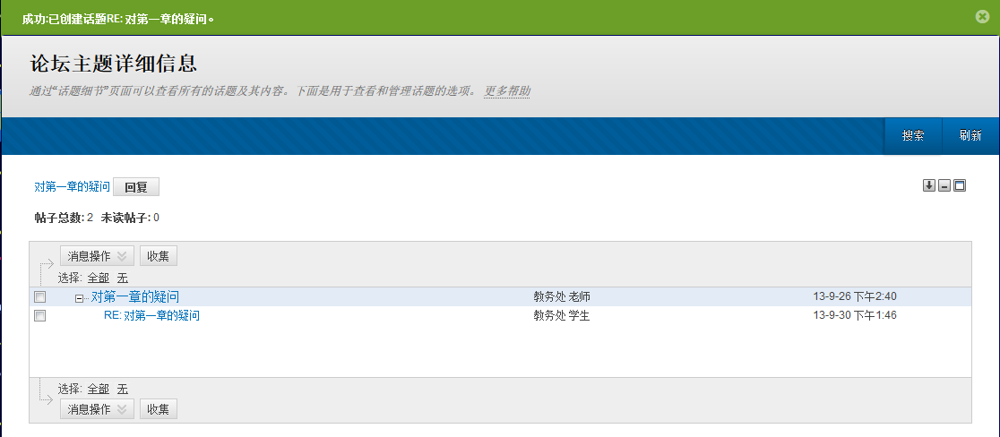 成功:已创建话题RE: 对第一章的疑问。
论坛主题详细信息
通过“话题细节”页面可以查看所有的话题及其内容。下面是用于查看和管理话题的选项。 更多帮助
搜索 刷新
对第一章的疑问 回复
帖子总数: 2 未读帖子: 0
消息操作 收集
选择: 全部 无
对第一章的疑问 教务处 老师 13-9-26 下午2:40
RE: 对第一章的疑问 教务处 学生 13-9-30 下午1:46
选择: 全部 无
消息操作 收集